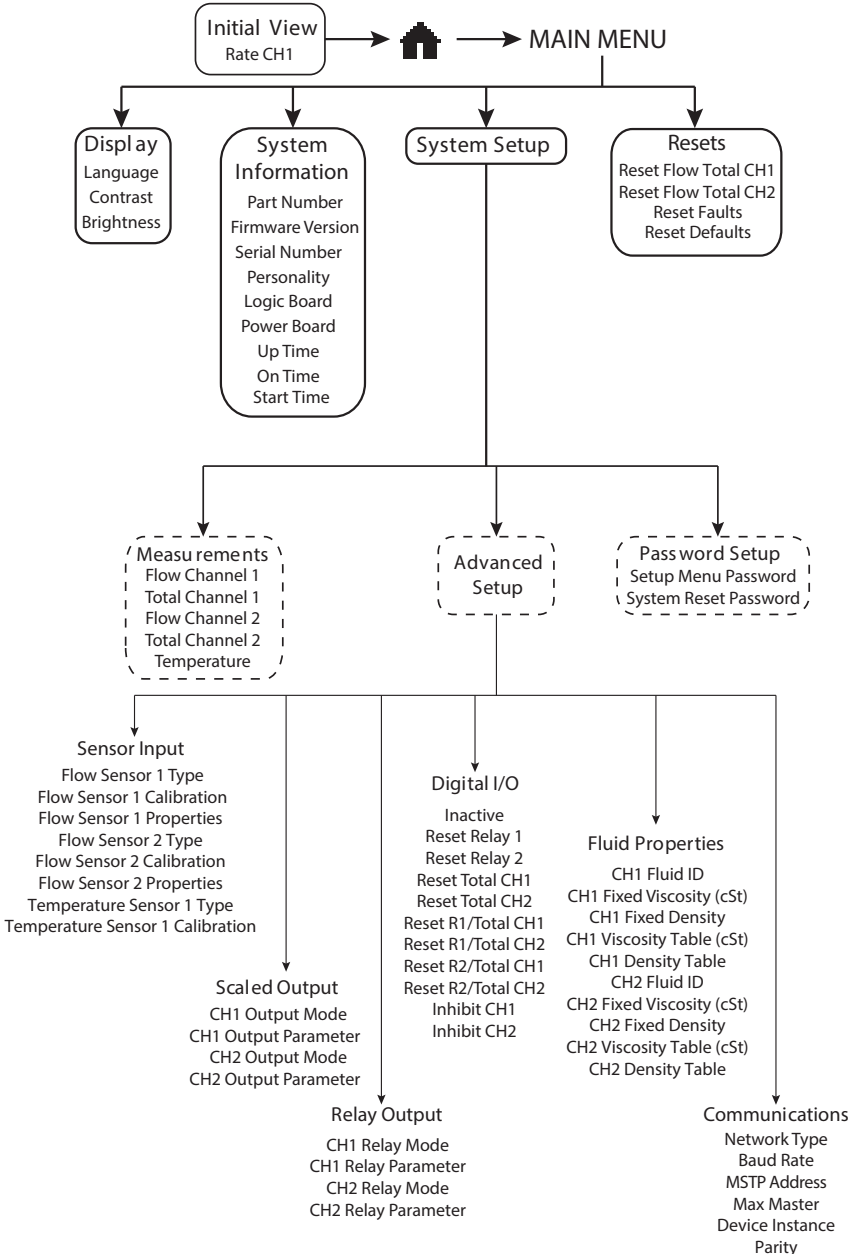 Initial View
Rate CH1
MAIN MENU
Display
Language
Contrast
Brightness
System
Information
Part Number
Firmware Version
Serial Number
Personality
Logic Board
Power Board
Up Time
On Time
Start Time
System Setup
Resets
Reset Flow Total CH1
Reset Flow Total CH2
Reset Faults
Reset Defaults
Measurements
Flow Channel 1
Total Channel 1
Flow Channel 2
Total Channel 2
Temperature
Advanced
Setup
Password Setup
Setup Menu Password
System Reset Password
Sensor Input
Flow Sensor 1 Type
Flow Sensor 1 Calibration
Flow Sensor 1 Properties
Flow Sensor 2 Type
Flow Sensor 2 Calibration
Flow Sensor 2 Properties
Temperature Sensor 1 Type
Temperature Sensor 1 Calibration
Scaled Output
CH1 Output Mode
CH1 Output Parameter
CH2 Output Mode
CH2 Output Parameter
Relay Output
CH1 Relay Mode
CH1 Relay Parameter
CH2 Relay Mode
CH2 Relay Parameter
Digital I/O
Inactive
Reset Relay 1
Reset Relay 2
Reset Total CH1
Reset Total CH2
Reset R1/Total CH1
Reset R1/Total CH2
Reset R2/Total CH1
Reset R2/Total CH2
Inhibit CH1
Inhibit CH2
Fluid Properties
CH1 Fluid ID
CH1 Fixed Viscosity (cSt)
CH1 Fixed Density
CH1 Viscosity Table (cSt)
CH1 Density Table
CH2 Fluid ID
CH2 Fixed Viscosity (cSt)
CH2 Fixed Density
CH2 Viscosity Table (cSt)
CH2 Density Table
Communications
Network Type
Baud Rate
MSTP Address
Max Master
Device Instance
Parity